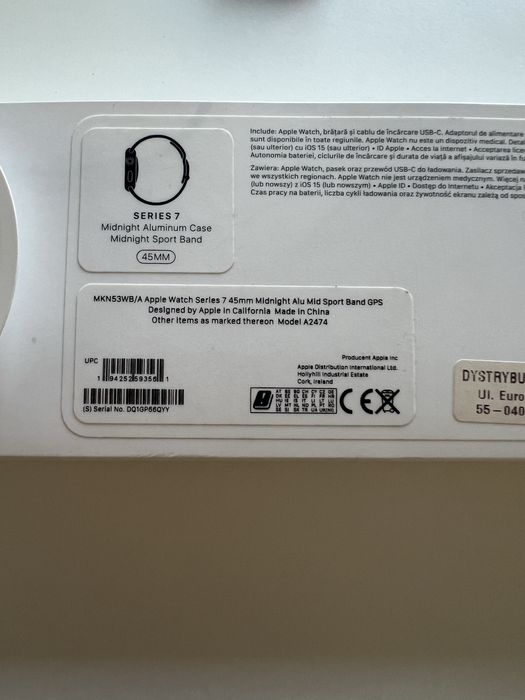 SERIES 7
Midnight Aluminum Case
Midnight Sport Band
45MM
Include: Apple Watch, brățară și cablu de încărcare USB-C. Adaptorul de alimentare
sunt disponibile în toate regiunile. Apple Watch nu este un dispozitiv medical.
(sau ulterior) cu iOS 15 (sau ulterior) • ID Apple • Acces la internet • Acceptarea
Autonomia bateriei, ciclurile de încărcare și durata de viață a afișajului variază în
Zawiera: Apple Watch, pasek oraz przewód USB-C do ładowania. Zasilacz
we wszystkich regionach. Apple Watch nie jest urządzeniem medycznym. Więcej
(lub nowszy) z iOS 15 (lub nowszym) • Apple ID • Dostęp do Internetu • Akceptacja
Czas pracy na baterii, liczba cykli ładowania oraz żywotność ekranu zależą od
MKN53WB/A Apple Watch Series 7 45mm Midnight Alu Mid Sport Band GPS
Designed by Apple in California Made in China
Other items as marked thereon Model A2474
UPC
1 94252 59356 1
(S) Serial No. DQ1GP66QYY
Producent Apple Inc
Apple Distribution International Ltd.
Hollyhill Industrial Estate
Cork, Ireland
CE
DYSTRYBU
Ul. Euro
55-040